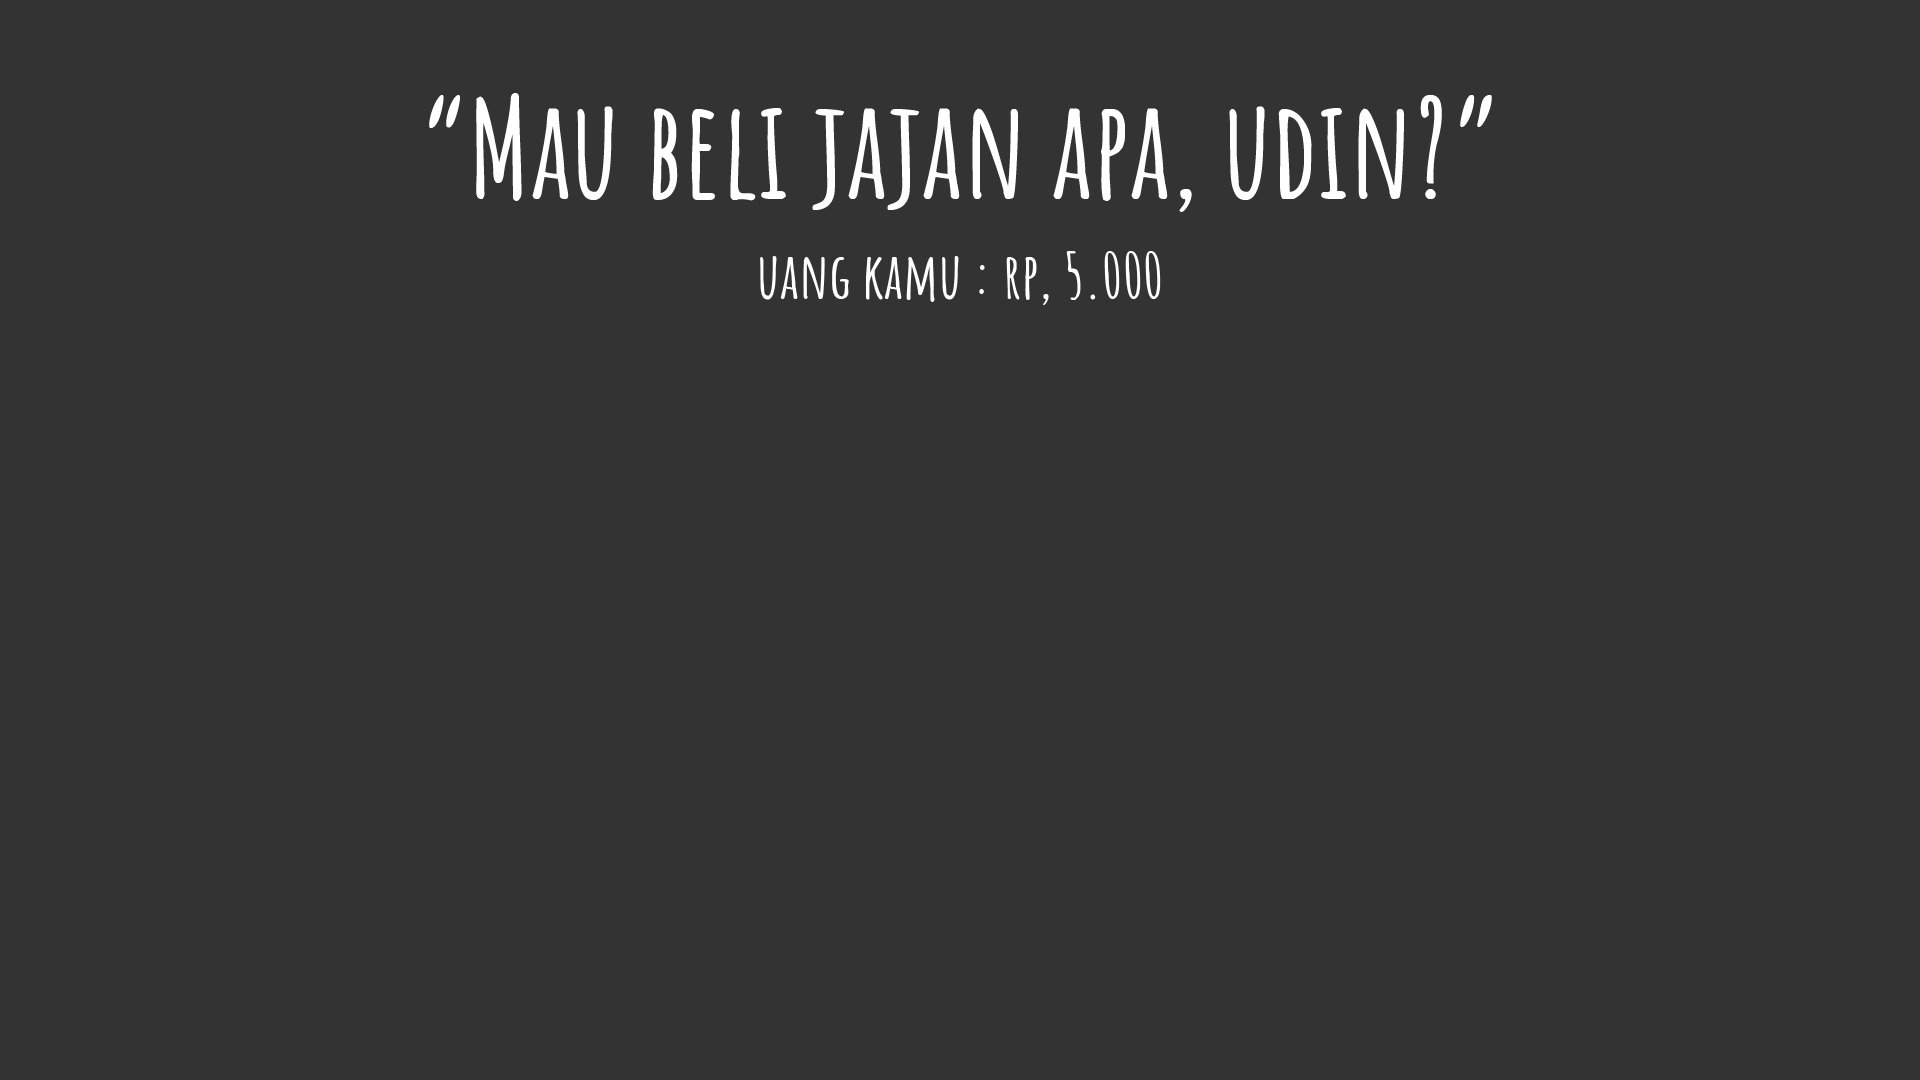 “Mau beli jajan apa, udin?”
uang kamu : rp, 5.000